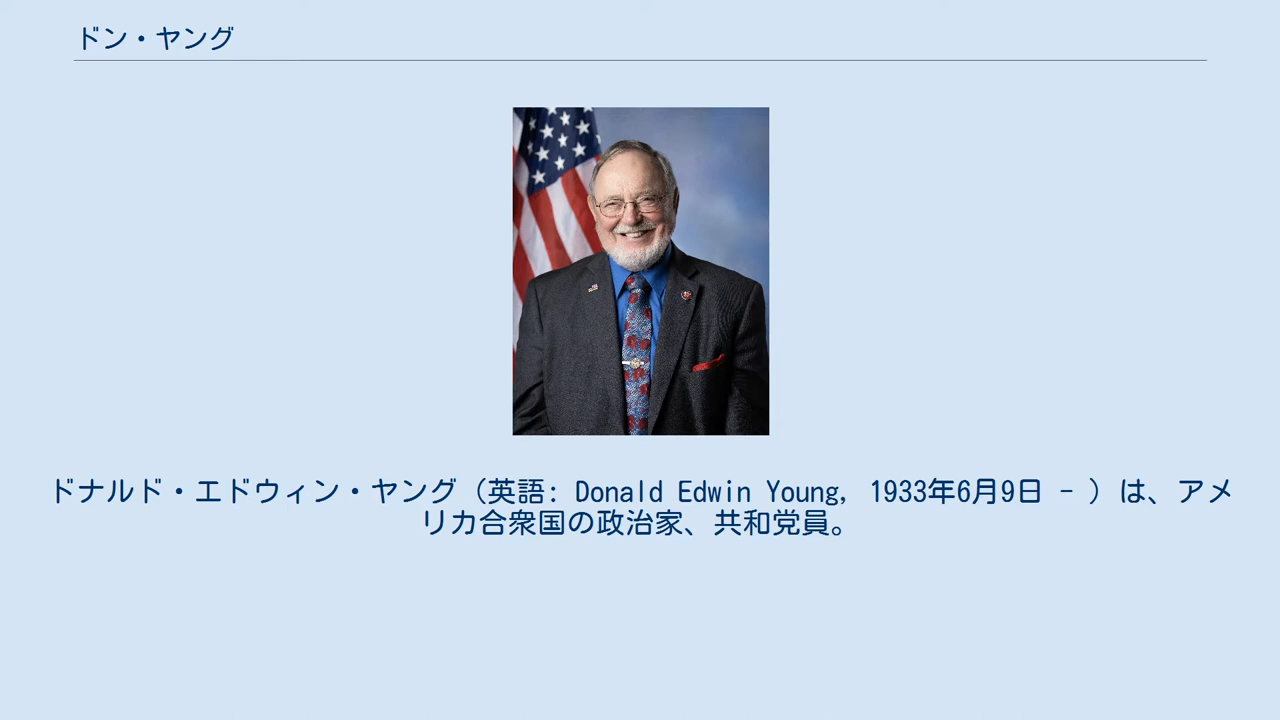 ドン・ヤング
ドナルド・エドウィン・ヤング（英語: Donald Edwin Young, 1933年6月9日 - ）は、アメ
リカ合衆国の政治家、共和党員。